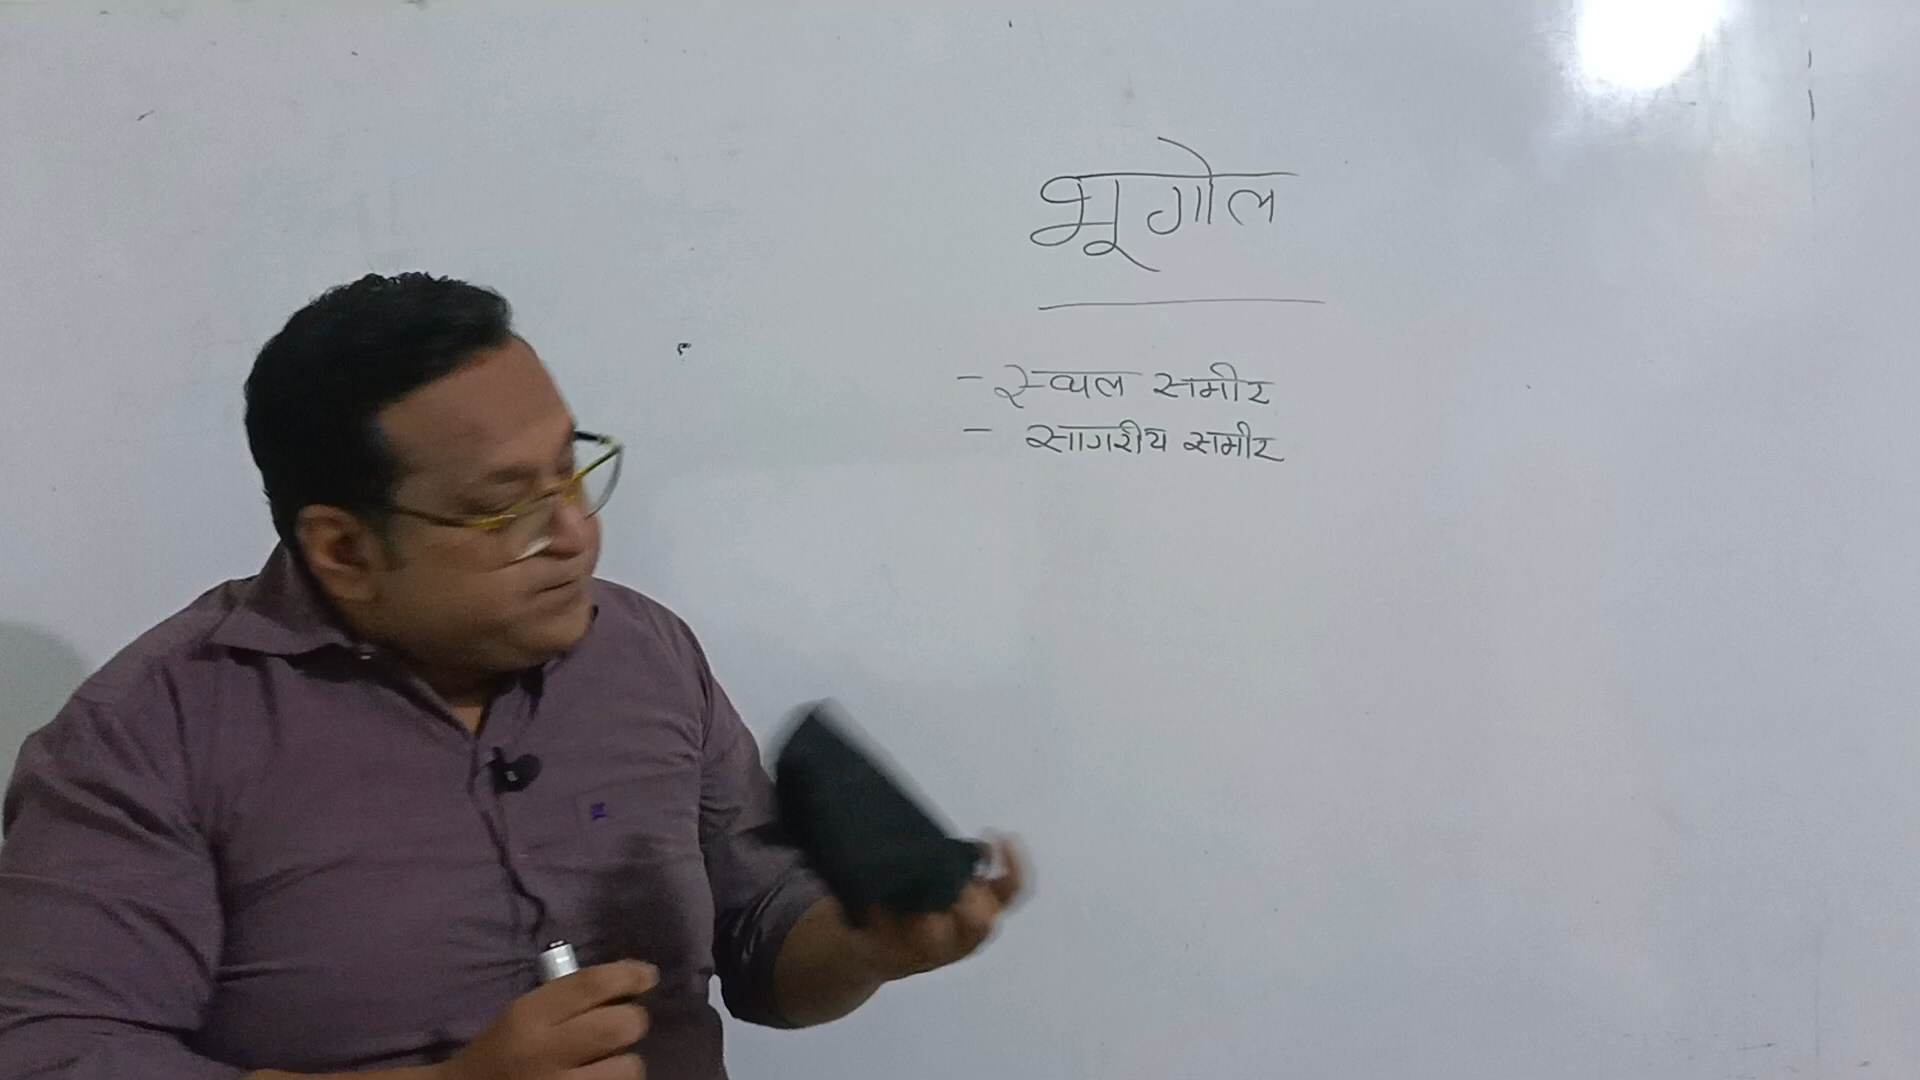 भूगोल
- स्थल समीर
- सागरीय समीर